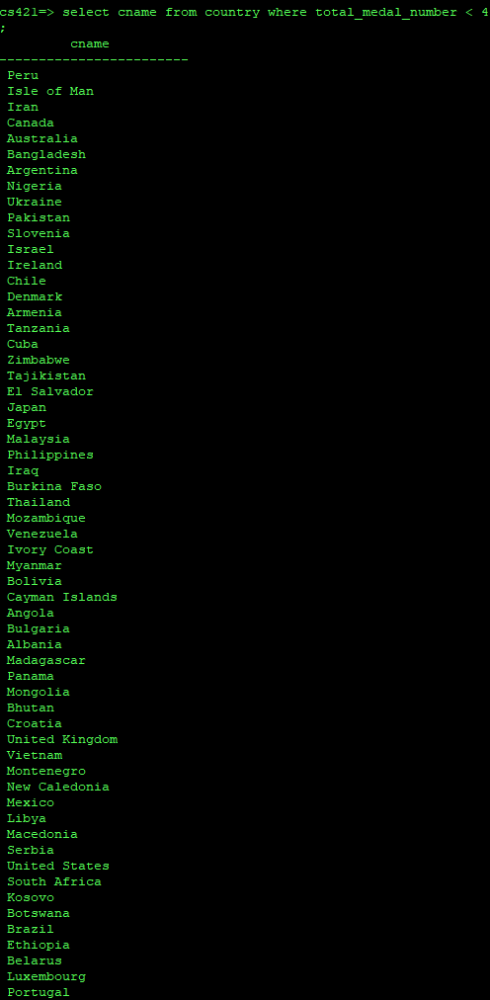 cs421=> select cname from country where total_medal_number < 4
;
cname
------------------------
Peru
Isle of Man
Iran
Canada
Australia
Bangladesh
Argentina
Nigeria
Ukraine
Pakistan
Slovenia
Israel
Ireland
Chile
Denmark
Armenia
Tanzania
Cuba
Zimbabwe
Tajikistan
El Salvador
Japan
Egypt
Malaysia
Philippines
Iraq
Burkina Faso
Thailand
Mozambique
Venezuela
Ivory Coast
Myanmar
Bolivia
Cayman Islands
Angola
Bulgaria
Albania
Madagascar
Panama
Mongolia
Bhutan
Croatia
United Kingdom
Vietnam
Montenegro
New Caledonia
Mexico
Libya
Macedonia
Serbia
United States
South Africa
Kosovo
Botswana
Brazil
Ethiopia
Belarus
Luxembourg
Portugal